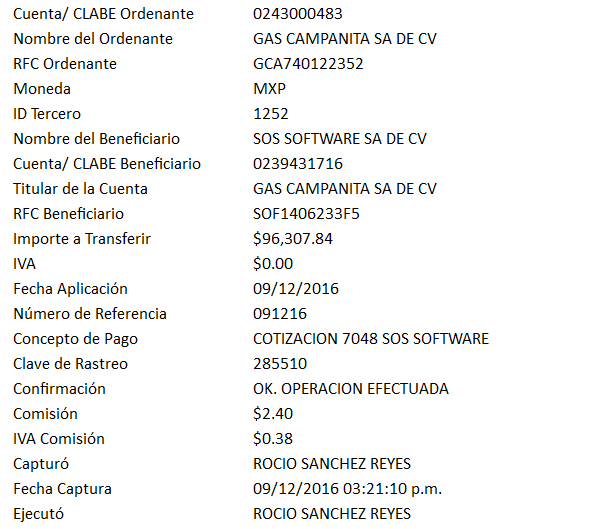 Cuenta/ CLABE Ordenante 0243000483
Nombre del Ordenante GAS CAMPANITA SA DE CV
RFC Ordenante GCA740122352
Moneda MXP
ID Tercero 1252
Nombre del Beneficiario SOS SOFTWARE SA DE CV
Cuenta/ CLABE Beneficiario 0239431716
Titular de la Cuenta GAS CAMPANITA SA DE CV
RFC Beneficiario SOF1406233F5
Importe a Transferir $96,307.84
IVA $0.00
Fecha Aplicación 09/12/2016
Número de Referencia 091216
Concepto de Pago COTIZACION 7048 SOS SOFTWARE
Clave de Rastreo 285510
Confirmación OK. OPERACION EFECTUADA
Comisión $2.40
IVA Comisión $0.38
Capturó ROCIO SANCHEZ REYES
Fecha Captura 09/12/2016 03:21:10 p.m.
Ejecutó ROCIO SANCHEZ REYES